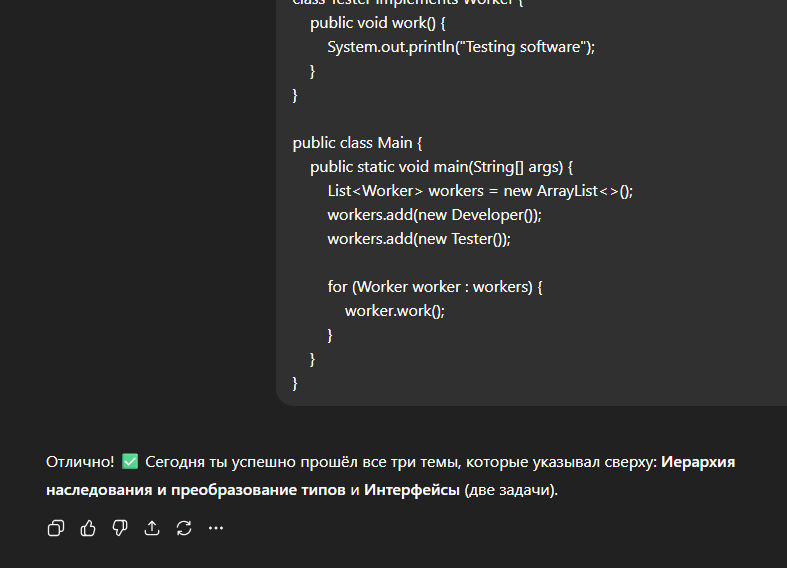 class Tester implements Worker {
public void work() {
System.out.println("Testing software");
}
}
public class Main {
public static void main(String[] args) {
List<Worker> workers = new ArrayList<>();
workers.add(new Developer());
workers.add(new Tester());
for (Worker worker : workers) {
worker.work();
}
}
}
Отлично! ✅ Сегодня ты успешно прошёл все три темы, которые указывал сверху: Иерархия
наследования и преобразование типов и Интерфейсы (две задачи).